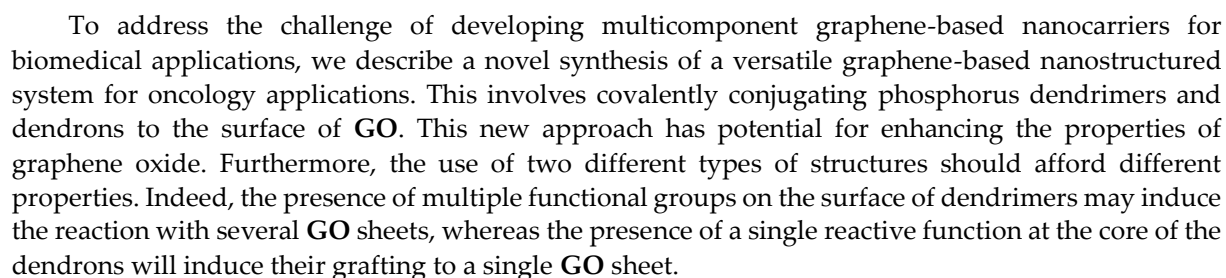 To address the challenge of developing multicomponent graphene-based nanocarriers for
biomedical applications, we describe a novel synthesis of a versatile graphene-based nanostructured
system for oncology applications. This involves covalently conjugating phosphorus dendrimers and
dendrons to the surface of GO. This new approach has potential for enhancing the properties of
graphene oxide. Furthermore, the use of two different types of structures should afford different
properties. Indeed, the presence of multiple functional groups on the surface of dendrimers may induce
the reaction with several GO sheets, whereas the presence of a single reactive function at the core of the
dendrons will induce their grafting to a single GO sheet.